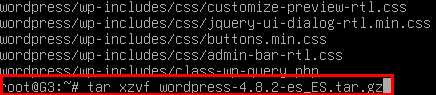 wordpress/wp-includes/css/customize-preview-rtl.css
wordpress/wp-includes/css/jquery-ui-dialog-rtl.min.css
wordpress/wp-includes/css/buttons.min.css
wordpress/wp-includes/css/admin-bar-rtl.css
wordpress/wp-includes/class-wp-query.php
root@G3:~# tar xzvf wordpress-4.8.2-es_ES.tar.gz